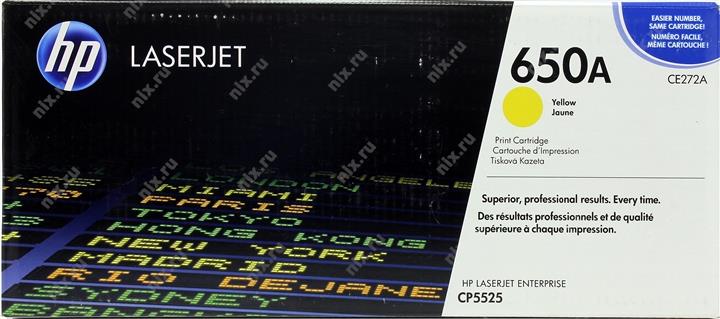 hp
LASERJET
EASIER NUMBER,
SAME CARTRIDGE!
NUMÉRO FACILE,
MÊME CARTOUCHE!
650A
CE272A
Yellow
Jaune
Print Cartridge
Cartouche d'Impression
Tisková Kazeta
Superior, professional results. Every time.
Des résultats professionnels et de qualité
supérieure à chaque impression.
HP LASERJET ENTERPRISE
CP5525
LONDON ANGELE
MIAMI
PARIS
TOKYO
HONG KONG
NEW YORK
MADRID
RIO DEJANE
SYDNEY
nix.ru